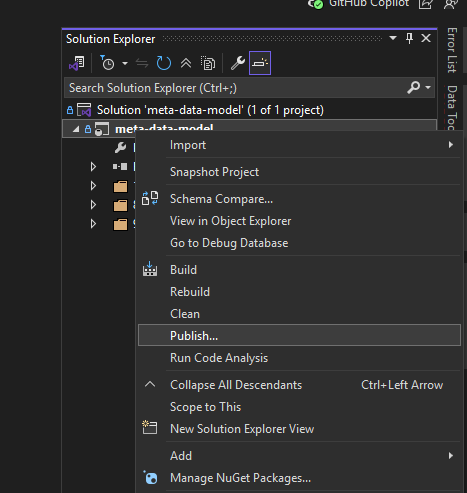 GitHub Copilot
Solution Explorer
Search Solution Explorer (Ctrl+;)
Solution 'meta-data-model' (1 of 1 project)
meta-data-model
Import
Snapshot Project
Schema Compare...
View in Object Explorer
Go to Debug Database
Build
Rebuild
Clean
Publish...
Run Code Analysis
Collapse All Descendants Ctrl+Left Arrow
Scope to This
New Solution Explorer View
Add
Manage NuGet Packages...
Error List
Data